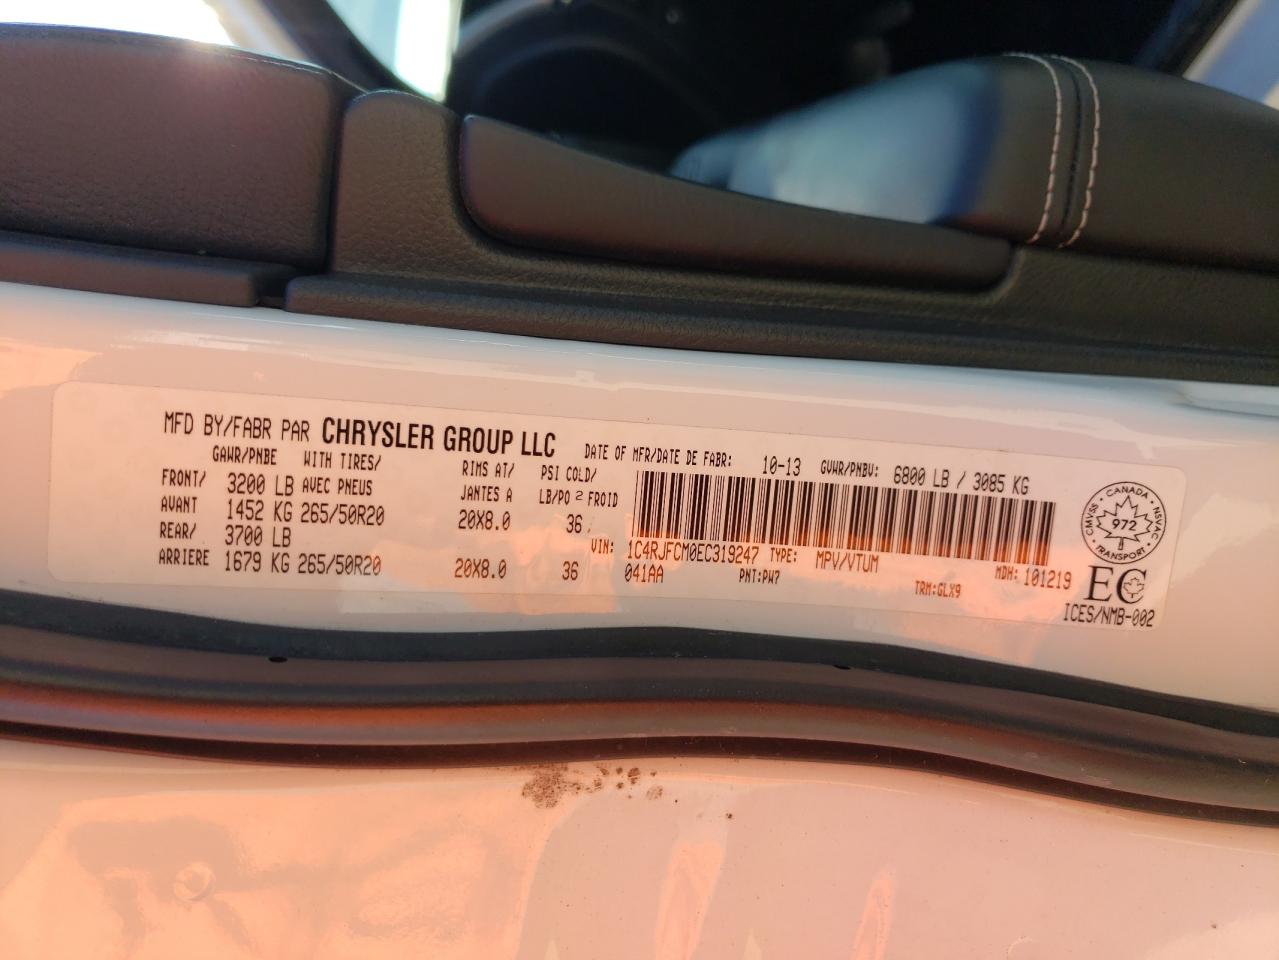 MFD BY/FABR PAR CHRYSLER GROUP LLC DATE OF MFR/DATE DE FABR: 10-13 GVWR/PNBV: 6800 LB / 3085 KG
GAWR/PNBE WITH TIRES/ RIMS AT/ PSI COLD/
FRONT/ 3200 LB AVEC PNEUS JANTES A LB/PO 2 FROID
AVANT 1452 KG 265/50R20 20X8.0 36
REAR/ 3700 LB VIN: 1C4RJFCM0EC319247 TYPE: MPV/VTUM MDH: 101219
ARRIERE 1679 KG 265/50R20 20X8.0 36 041AA PNT:PW7 TRM:GLX9
CANADA
CMVSS NSVAC
972
TRANSPORT
EC
ICES/NMB-002